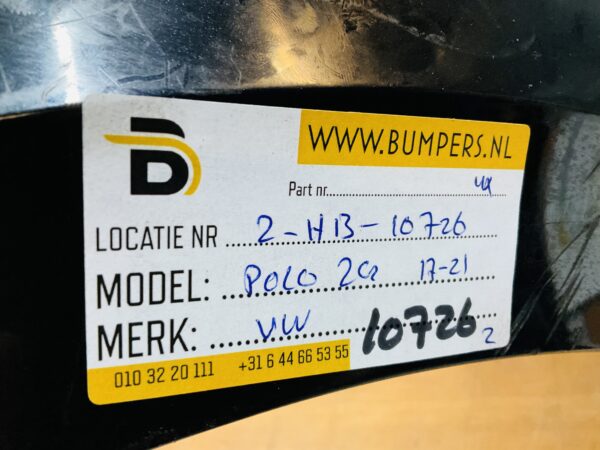 B
WWW.BUMPERS.NL
Part nr.
LOCATIE NR 2-HB-10726
MODEL: POLO 2G 17-21
MERK: VW
10726
2
010 32 20 111 +31 6 44 66 53 55